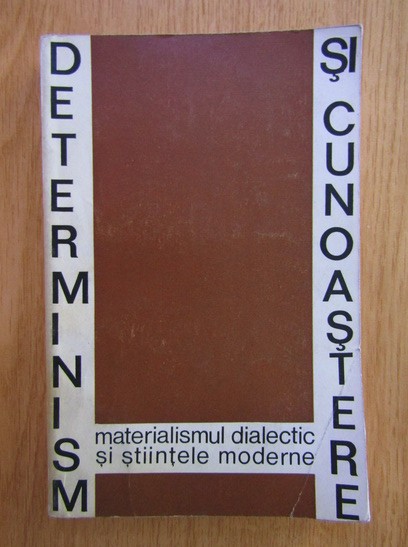 DETERMINISM
ŞI CUNOAŞTERE
materialismul dialectic
şi ştiinţele moderne